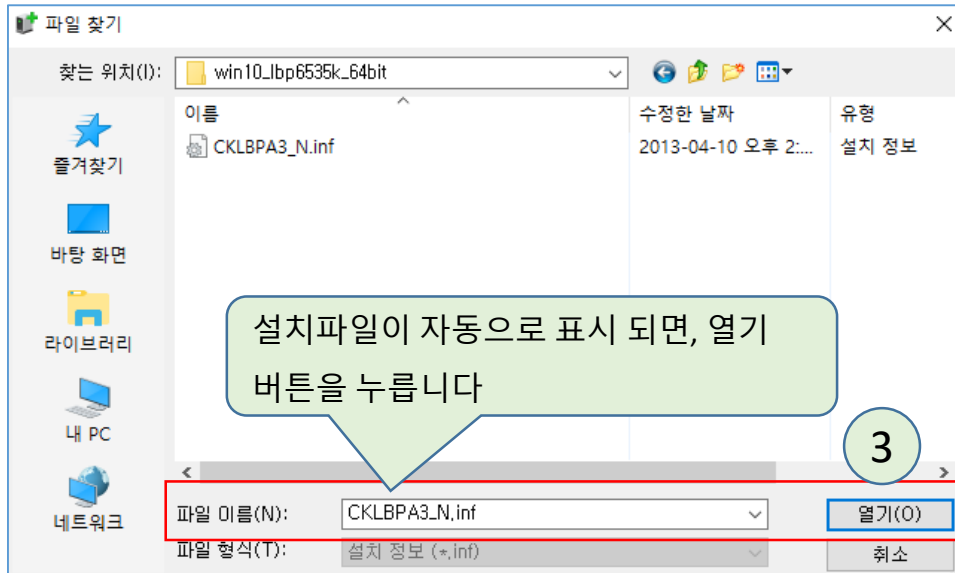 파일 찾기
찾는 위치(I): win10_lbp6535k_64bit
이름 수정한 날짜 유형
CKLBPA3_N.inf 2013-04-10 오후 2:... 설치 정보
즐겨찾기
바탕 화면
라이브러리
내 PC
네트워크
설치파일이 자동으로 표시 되면, 열기
버튼을 누릅니다
3
파일 이름(N): CKLBPA3_N.inf 열기(O)
파일 형식(T): 설치 정보 (*.inf) 취소